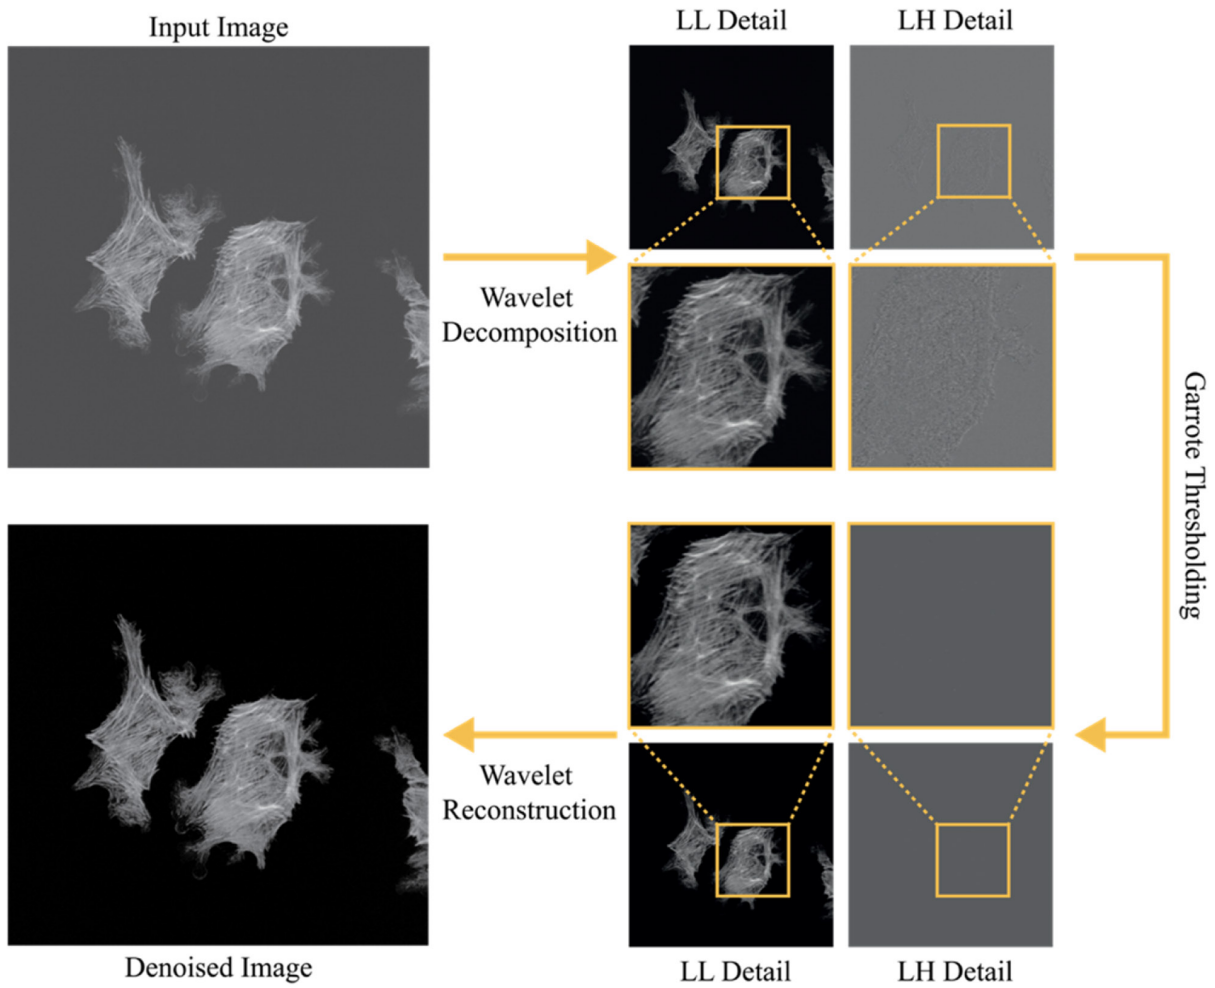 Input Image
LL Detail
LH Detail
Wavelet
Decomposition
Garrote Thresholding
Wavelet
Reconstruction
Denoised Image
LL Detail
LH Detail